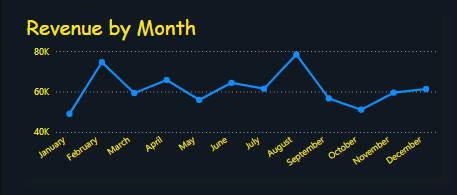 Revenue by Month
80K
60K
40K
January
February
March
April
May
June
July
August
September
October
November
December